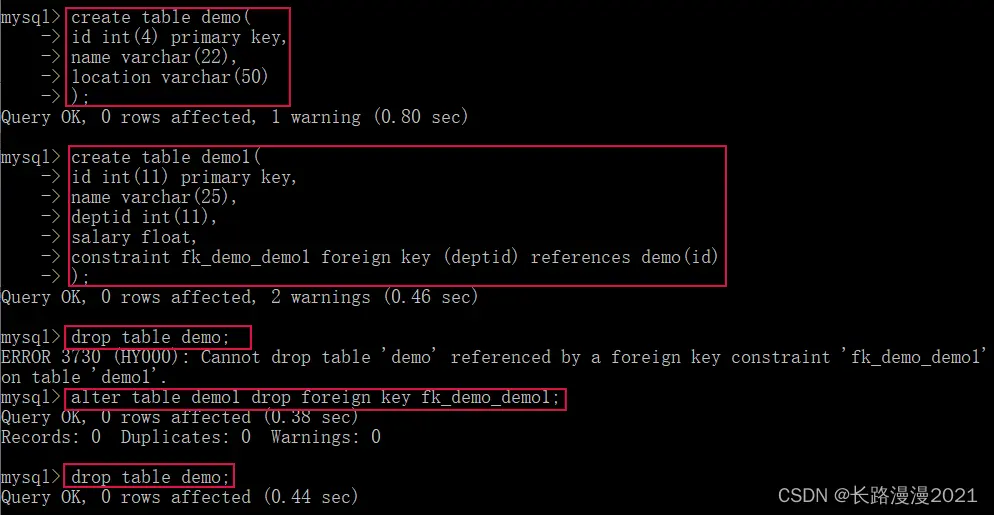 mysql> create table demo(
-> id int(4) primary key,
-> name varchar(22),
-> location varchar(50)
-> );
Query OK, 0 rows affected, 1 warning (0.80 sec)
mysql> create table demo1(
-> id int(11) primary key,
-> name varchar(25),
-> deptid int(11),
-> salary float,
-> constraint fk_demo_demo1 foreign key (deptid) references demo(id)
-> );
Query OK, 0 rows affected, 2 warnings (0.46 sec)
mysql> drop table demo;
ERROR 3730 (HY000): Cannot drop table 'demo' referenced by a foreign key constraint 'fk_demo_demo1'
on table 'demo1'.
mysql> alter table demo1 drop foreign key fk_demo_demo1;
Query OK, 0 rows affected (0.38 sec)
Records: 0  Duplicates: 0  Warnings: 0
mysql> drop table demo;
Query OK, 0 rows affected (0.44 sec)
CSDN @长路漫漫2021